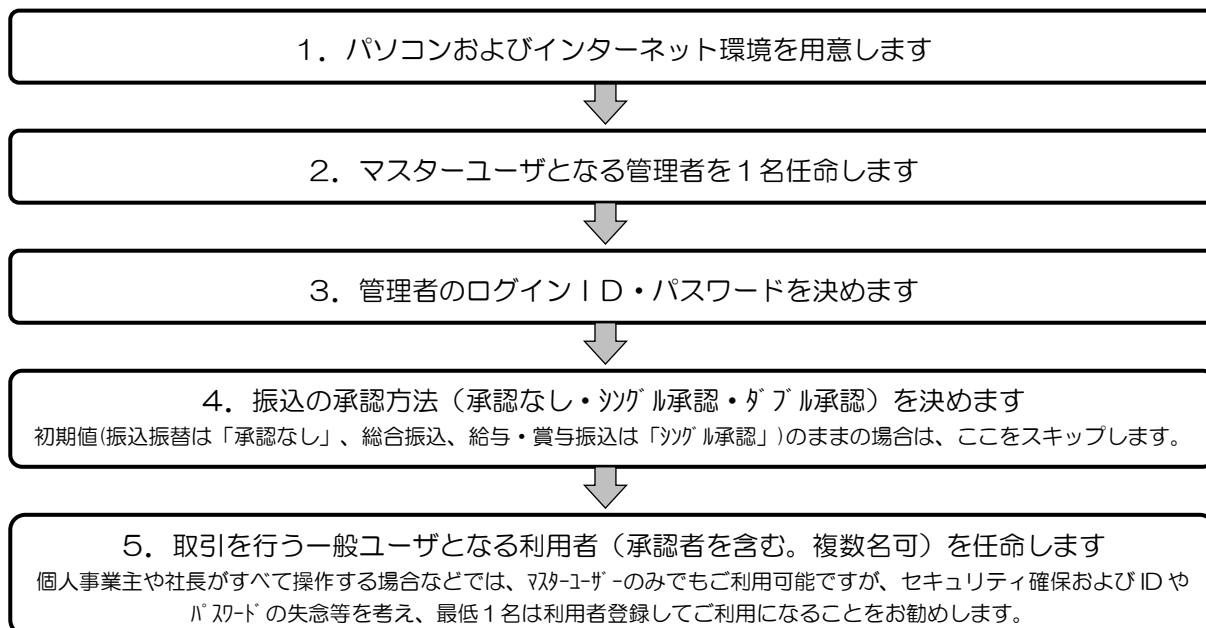 １．パソコンおよびインターネット環境を用意します
２．マスターユーザとなる管理者を１名任命します
３．管理者のログインＩＤ・パスワードを決めます
４．振込の承認方法（承認なし・ｼﾝｸﾞﾙ承認・ﾀﾞﾌﾞﾙ承認）を決めます
初期値(振込振替は「承認なし」、総合振込、給与・賞与振込は「ｼﾝｸﾞﾙ承認」)のままの場合は、ここをスキップします。
５．取引を行う一般ユーザとなる利用者（承認者を含む。複数名可）を任命します
個人事業主や社長がすべて操作する場合などでは、ﾏｽﾀｰﾕｰｻﾞｰのみでもご利用可能ですが、セキュリティ確保および ID や
ﾊﾟｽﾜｰﾄﾞの失念等を考え、最低１名は利用者登録してご利用になることをお勧めします。